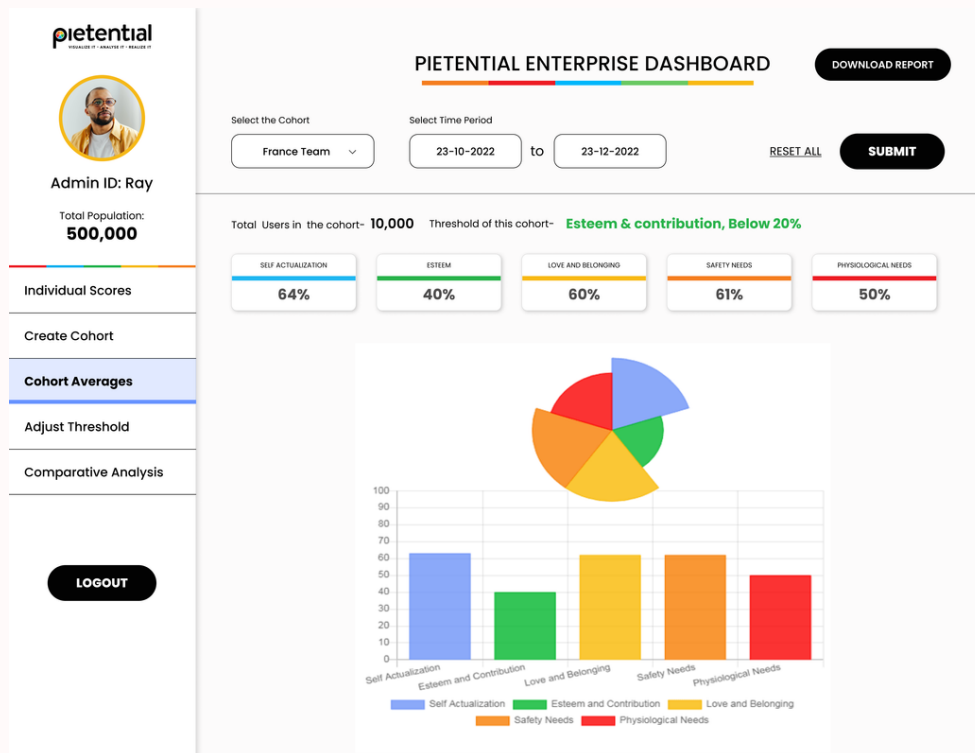 pietential
VISUALIZE IT - ANALYSE IT - REALIZE IT
Admin ID: Ray
Total Population:
500,000
Individual Scores
Create Cohort
Cohort Averages
Adjust Threshold
Comparative Analysis
LOGOUT
PIETENTIAL ENTERPRISE DASHBOARD
DOWNLOAD REPORT
Select the Cohort
Select Time Period
France Team
23-10-2022 to 23-12-2022
RESET ALL
SUBMIT
Total Users in the cohort- 10,000 Threshold of this cohort- Esteem & contribution, Below 20%
SELF ACTUALIZATION
64%
ESTEEM
40%
LOVE AND BELONGING
60%
SAFETY NEEDS
61%
PHYSIOLOGICAL NEEDS
50%
100
90
80
70
60
50
40
30
20
10
0
Self Actualization
Esteem and Contribution
Love and Belonging
Safety Needs
Physiological Needs
Self Actualization Esteem and Contribution Love and Belonging
Safety Needs Physiological Needs